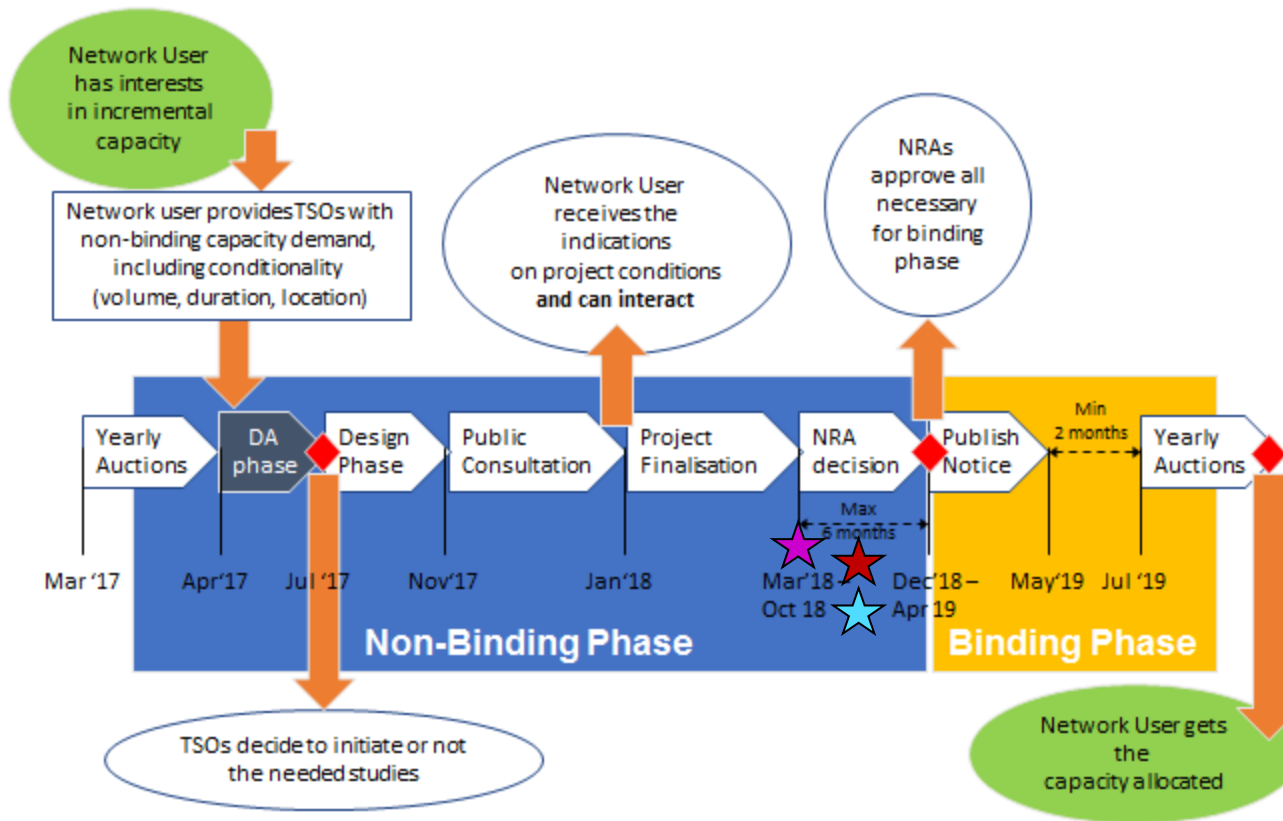 Network User
has interests
in incremental
capacity
Network user provides TSOs with
non-binding capacity demand,
including conditionality
(volume, duration, location)
Network User
receives the
indications
on project conditions
and can interact
NRAs
approve all
necessary
for binding
phase
Yearly
Auctions
DA
phase
Design
Phase
Public
Consultation
Project
Finalisation
NRA
decision
Publish
Notice
Min
2 months
Yearly
Auctions
Max
6 months
Mar ‘17
Apr‘17
Jul ‘17
Nov‘17
Jan‘18
Mar‘18 –
Oct 18
Dec‘18 –
Apr 19
May‘19
Jul ‘19
Non-Binding Phase
Binding Phase
TSOs decide to initiate or not
the needed studies
Network User gets
the
capacity allocated